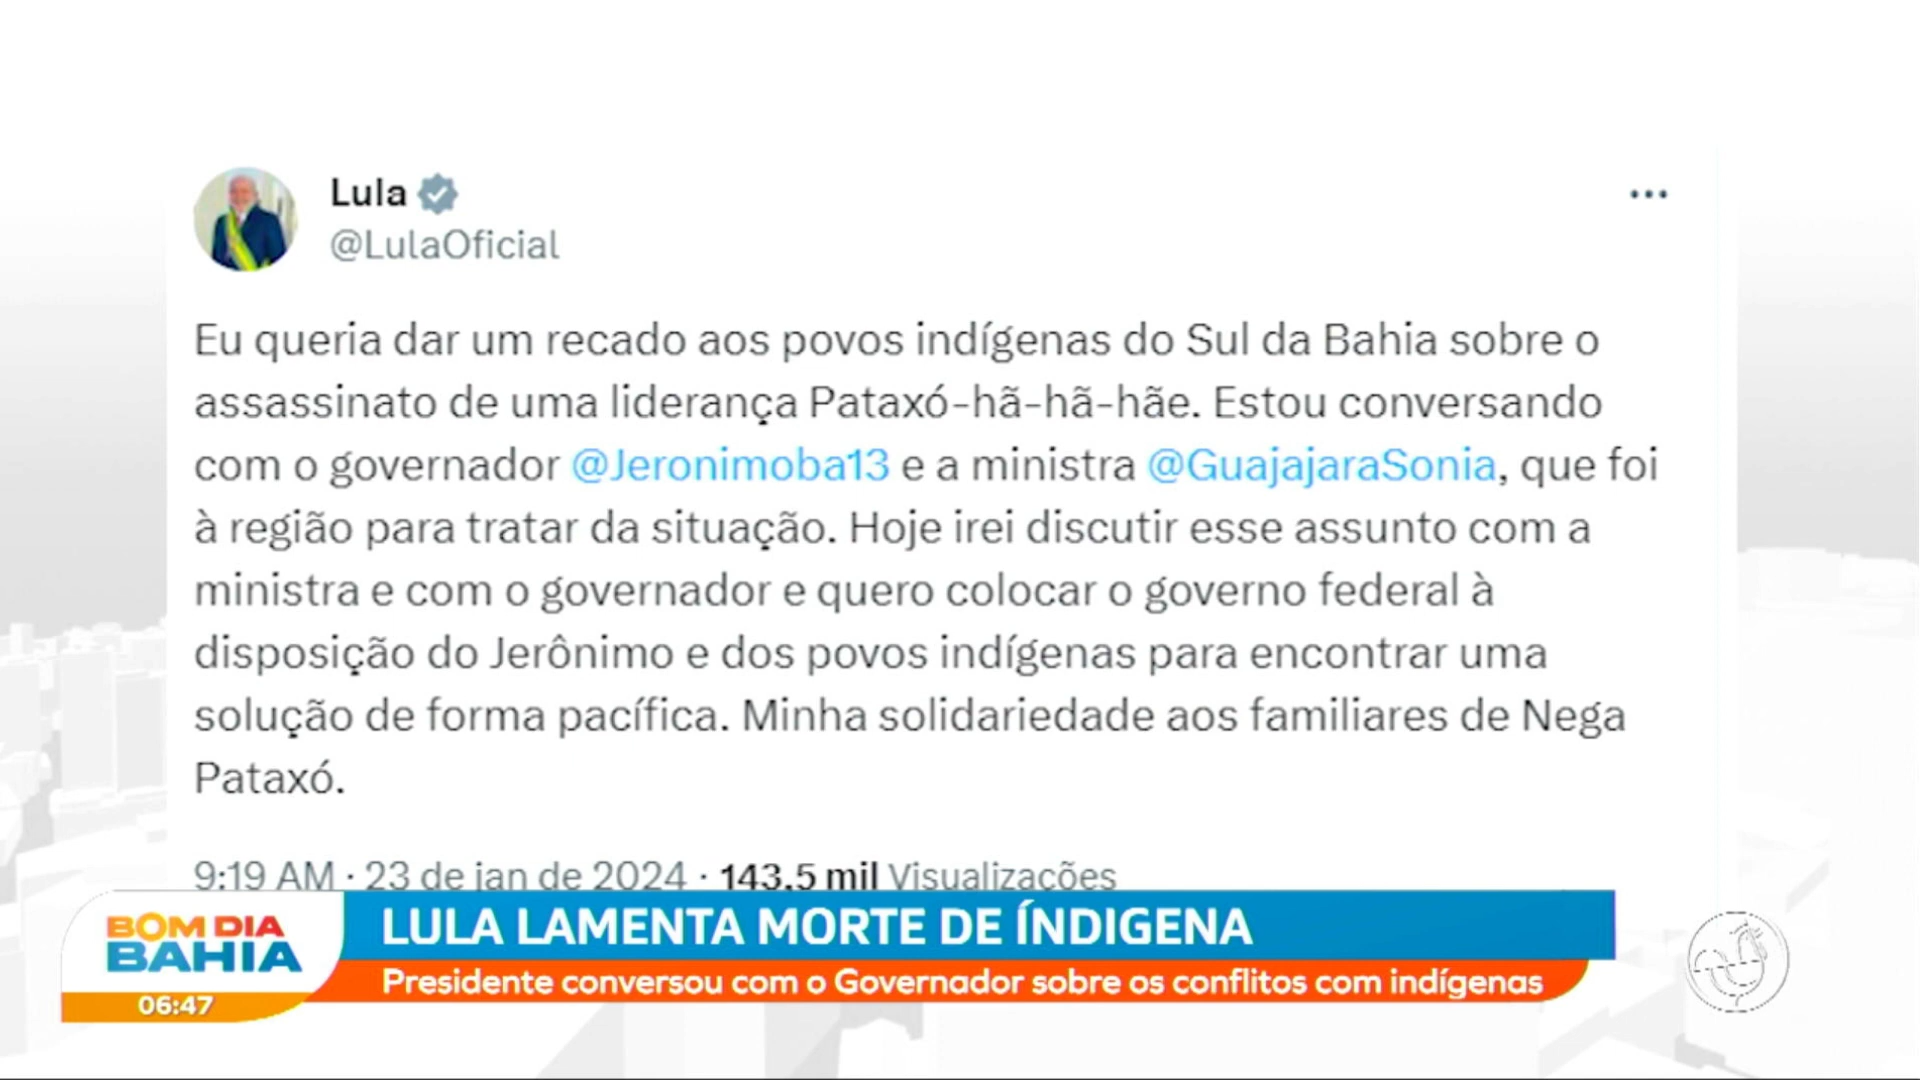 Lula
@LulaOficial
Eu queria dar um recado aos povos indígenas do Sul da Bahia sobre o
assassinato de uma liderança Pataxó-hã-hã-hãe. Estou conversando
com o governador @Jeronimoba13 e a ministra @GuajajaraSonia, que foi
à região para tratar da situação. Hoje irei discutir esse assunto com a
ministra e com o governador e quero colocar o governo federal à
disposição do Jerônimo e dos povos indígenas para encontrar uma
solução de forma pacífica. Minha solidariedade aos familiares de Nega
Pataxó.
9:19 AM · 23 de jan de 2024 · 143,5 mil Visualizações
BOM DIA
BAHIA
06:47
LULA LAMENTA MORTE DE ÍNDIGENA
Presidente conversou com o Governador sobre os conflitos com indígenas